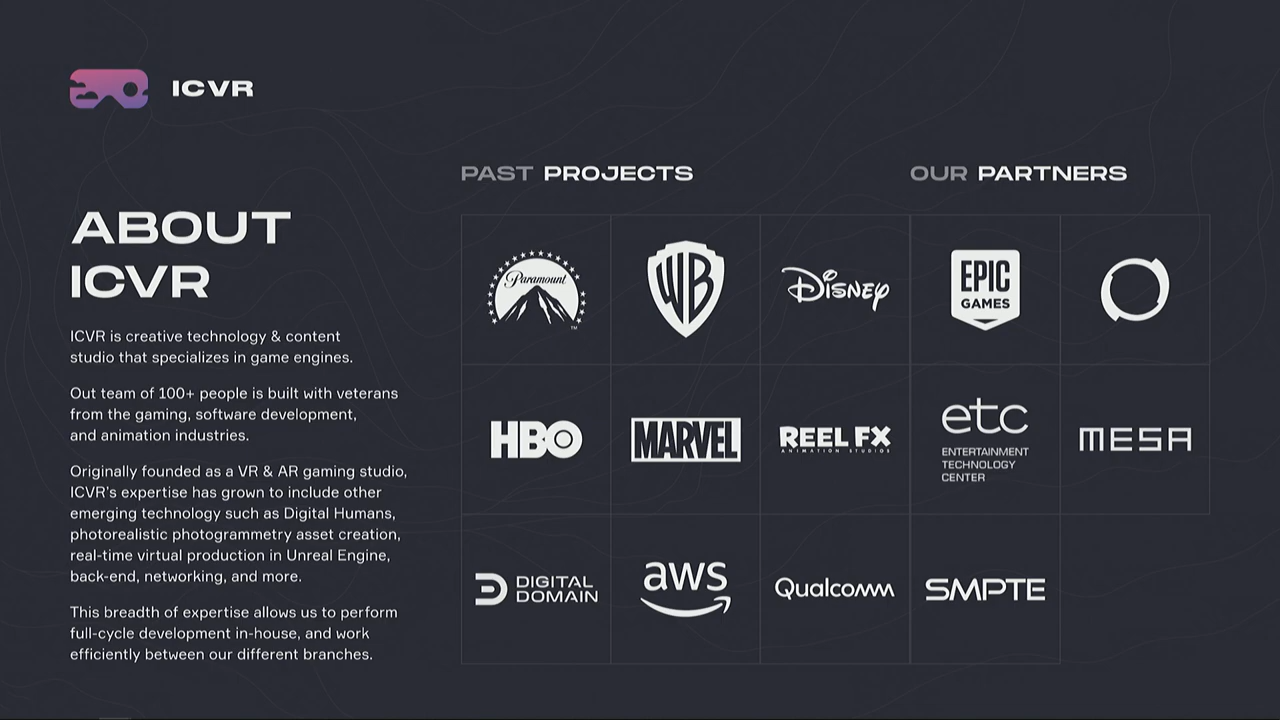 ICVR
ABOUT
ICVR
ICVR is creative technology & content
studio that specializes in game engines.
Out team of 100+ people is built with veterans
from the gaming, software development,
and animation industries.
Originally founded as a VR & AR gaming studio,
ICVR's expertise has grown to include other
emerging technology such as Digital Humans,
photorealistic photogrammetry asset creation,
real-time virtual production in Unreal Engine,
back-end, networking, and more.
This breadth of expertise allows us to perform
full-cycle development in-house, and work
efficiently between our different branches.
PAST PROJECTS
Paramount
TM
WB
Disney
HBO
MARVEL
REEL FX
ANIMATION STUDIOS
DIGITAL
DOMAIN
aws
Qualcomm
OUR PARTNERS
EPIC
GAMES
etc
ENTERTAINMENT
TECHNOLOGY
CENTER
MESA
SMPTE